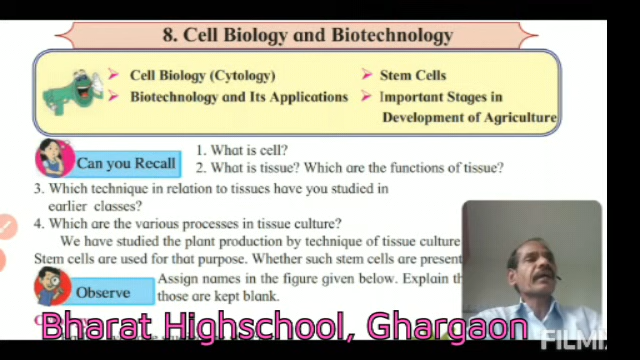 8. Cell Biology and Biotechnology
Cell Biology (Cytology)
Stem Cells
Biotechnology and Its Applications
Important Stages in
Development of Agriculture
Can you Recall
1. What is cell?
2. What is tissue? Which are the functions of tissue?
3. Which technique in relation to tissues have you studied in
earlier classes?
4. Which are the various processes in tissue culture?
We have studied the plant production by technique of tissue culture
Stem cells are used for that purpose. Whether such stem cells are present
Observe
Assign names in the figure given below. Explain th
those are kept blank.
Bharat Highschool, Ghargaon
FILMI